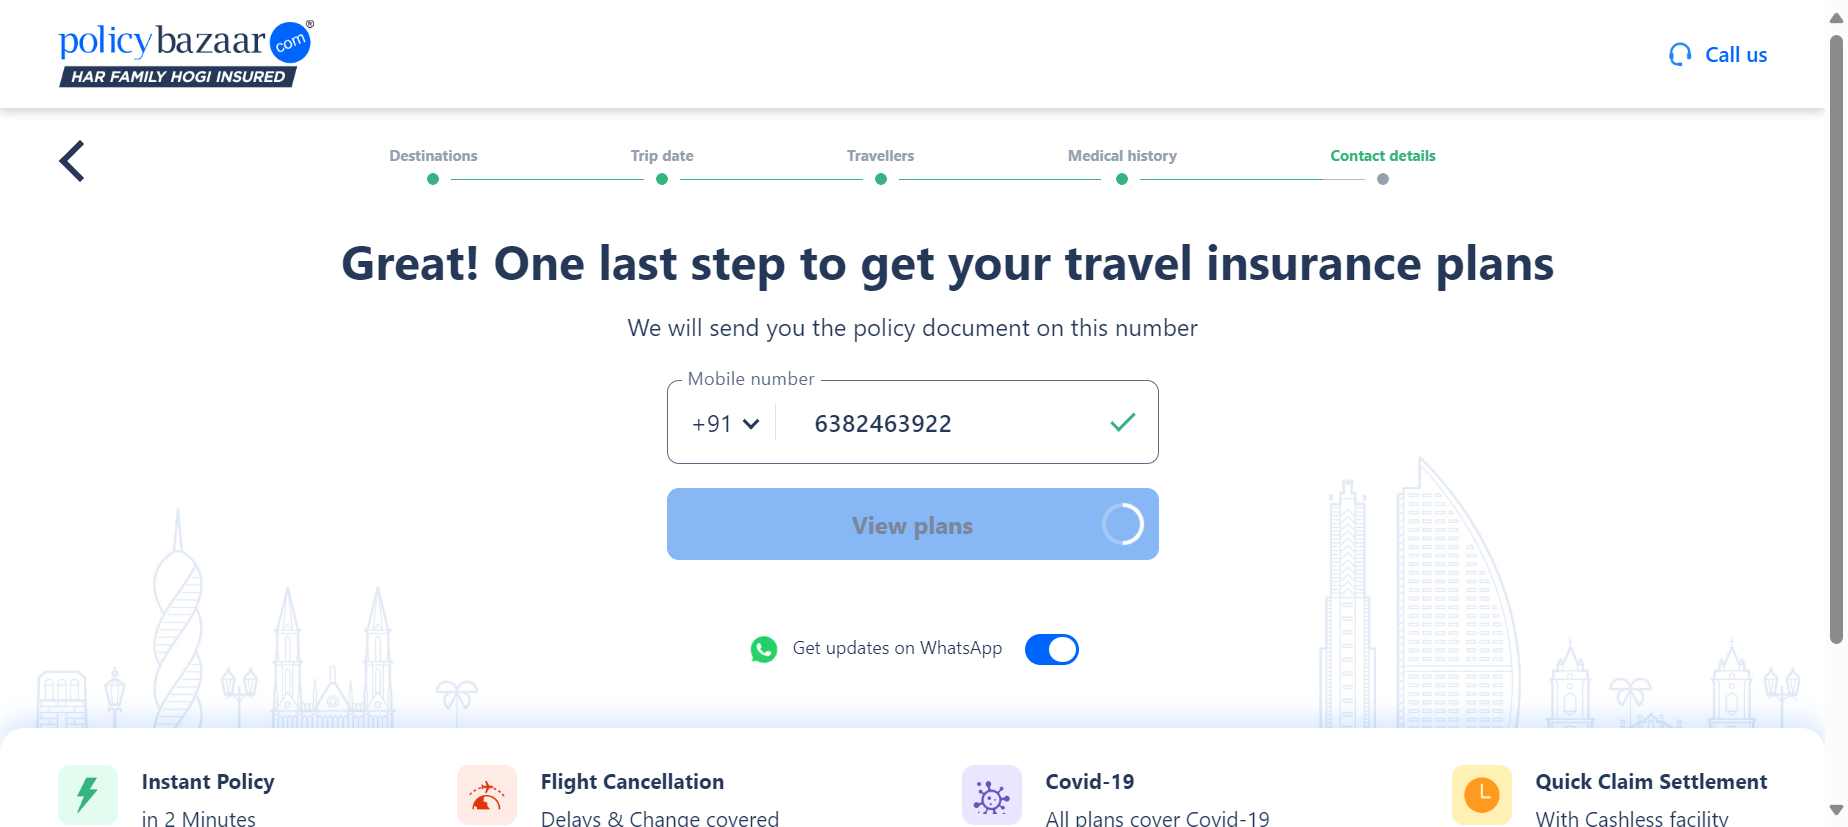 policybazaar com ®
HAR FAMILY HOGI INSURED
Call us
Destinations
Trip date
Travellers
Medical history
Contact details
Great! One last step to get your travel insurance plans
We will send you the policy document on this number
Mobile number
+91 6382463922
View plans
Get updates on WhatsApp
Instant Policy
in 2 Minutes
Flight Cancellation
Delays & Change covered
Covid-19
All plans cover Covid-19
Quick Claim Settlement
With Cashless facility